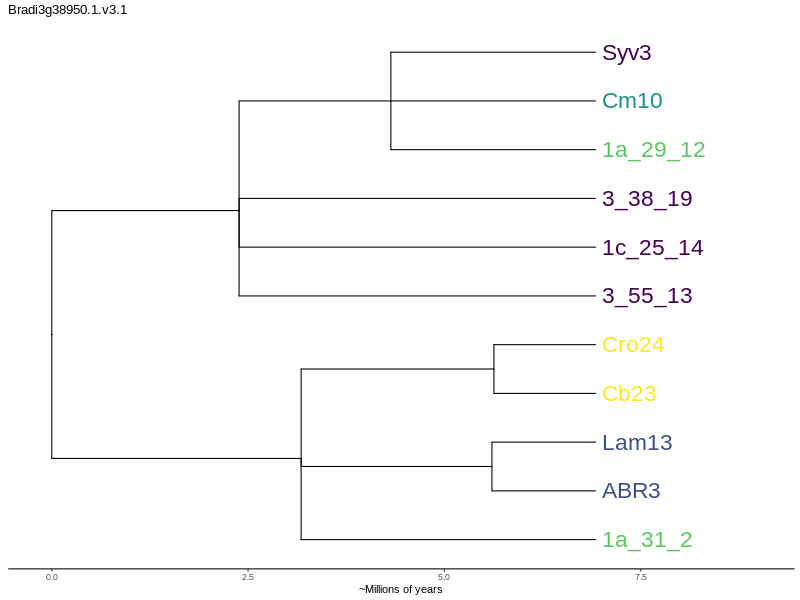 Bradi3g38950.1.v3.1
Syv3
Cm10
1a_29_12
3_38_19
1c_25_14
3_55_13
Cro24
Cb23
Lam13
ABR3
1a_31_2
0.0 2.5 5.0 7.5
~Millions of years